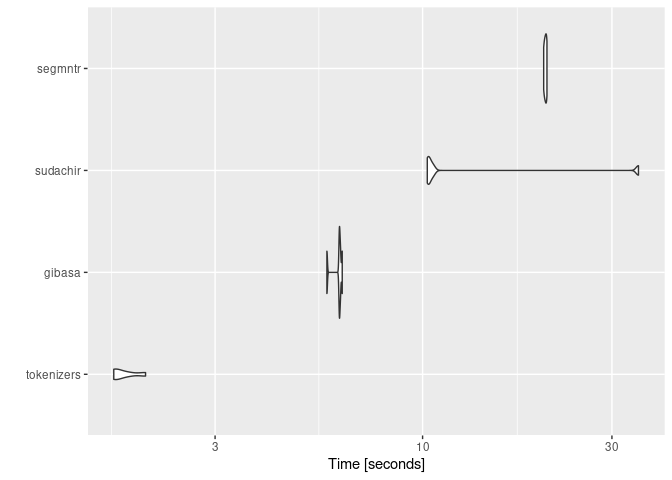 segmntr
sudachir
gibasa
tokenizers
3 10 30
Time [seconds]